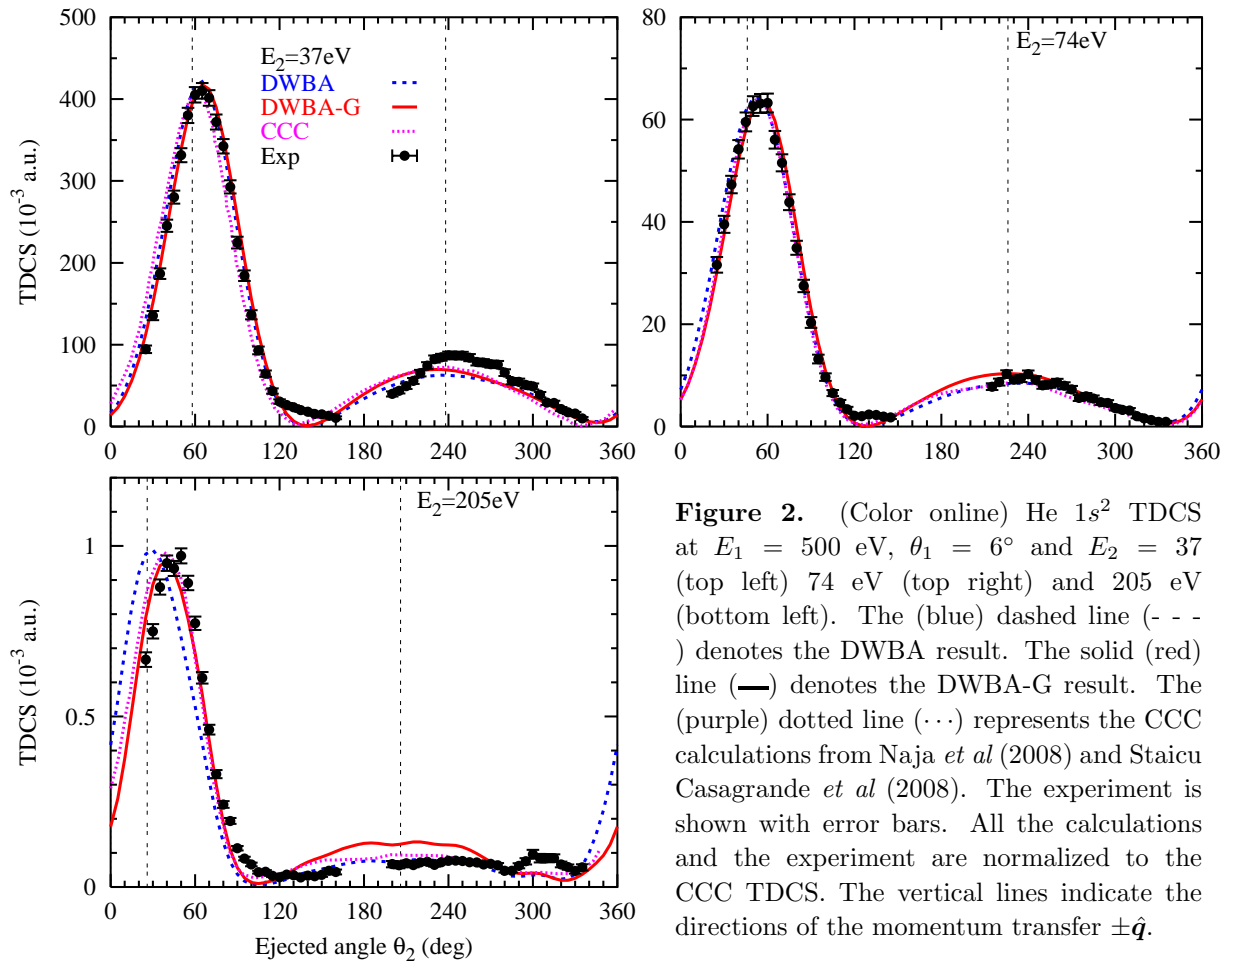 500
400
300
200
100
0
TDCS (10⁻³ a.u.)
E₂=37eV
DWBA
DWBA-G
CCC
Exp
0 60 120 180 240 300 360
80
60
40
20
0
E₂=74eV
0 60 120 180 240 300 360
1
0.5
0
TDCS (10⁻³ a.u.)
E₂=205eV
0 60 120 180 240 300 360
Ejected angle θ₂ (deg)
Figure 2. (Color online) He 1s² TDCS
at E₁ = 500 eV, θ₁ = 6° and E₂ = 37
(top left) 74 eV (top right) and 205 eV
(bottom left). The (blue) dashed line (- - -
) denotes the DWBA result. The solid (red)
line (—) denotes the DWBA-G result. The
(purple) dotted line (···) represents the CCC
calculations from Naja et al (2008) and Staicu
Casagrande et al (2008). The experiment is
shown with error bars. All the calculations
and the experiment are normalized to the
CCC TDCS. The vertical lines indicate the
directions of the momentum transfer ±q̂.